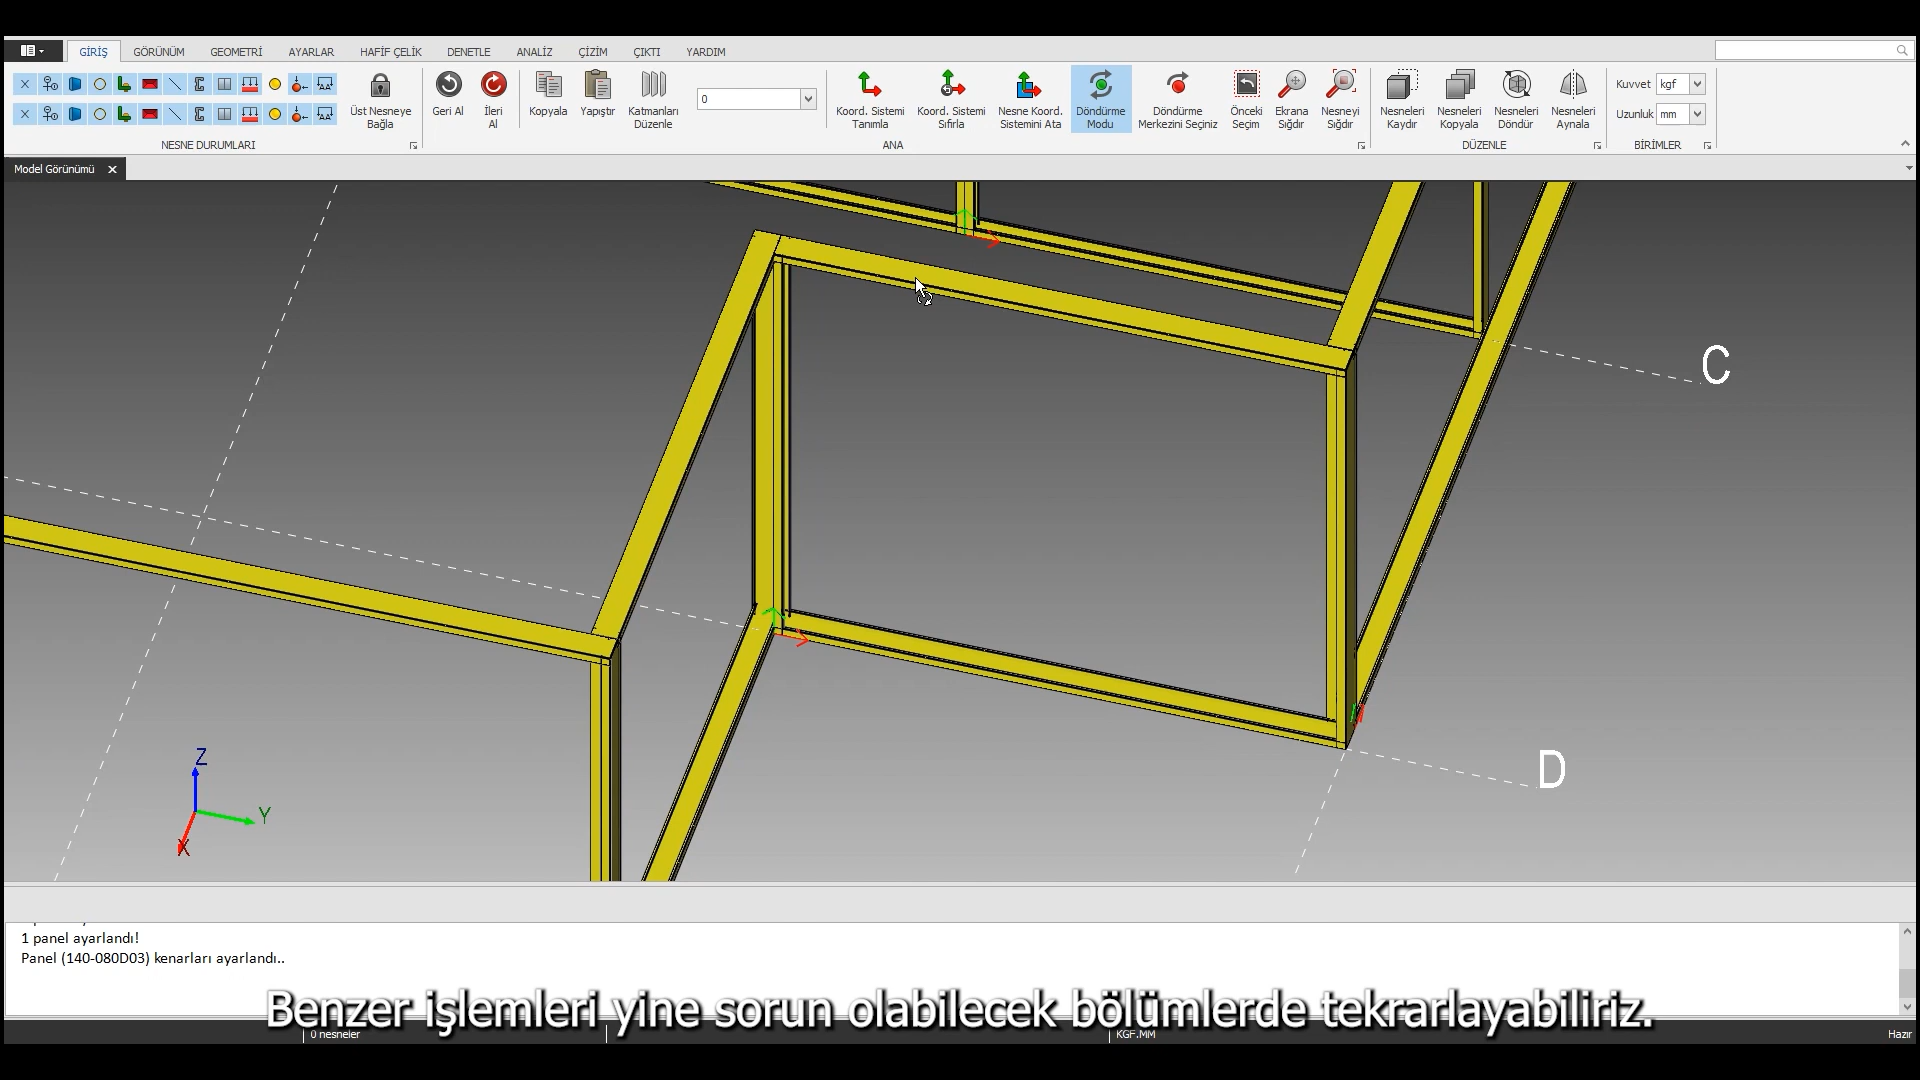 GİRİŞ GÖRÜNÜM GEOMETRİ AYARLAR HAFİF ÇELİK DENETLE ANALİZ ÇİZİM ÇIKTI YARDIM
Üst Nesneye Bağla
Geri Al
İleri Al
Kopyala
Yapıştır
Katmanları Düzenle
0
Koord. Sistemi Tanımla
Koord. Sistemi Sıfırla
Nesne Koord. Sistemini Ata
Döndürme Modu
Döndürme Merkezini Seçiniz
Önceki Seçim
Ekrana Sığdır
Nesneyi Sığdır
Nesneleri Kaydır
Nesneleri Kopyala
Nesneleri Döndür
Nesneleri Aynala
Kuvvet kgf
Uzunluk mm
NESNE DURUMLARI ANA DÜZENLE BİRİMLER
Model Görünümü
C
D
Z
Y
X
1 panel ayarlandı!
Panel (140-080D03) kenarları ayarlandı..
Benzer işlemleri yine sorun olabilecek bölümlerde tekrarlayabiliriz.
0 nesneler KGF.MM Hazır